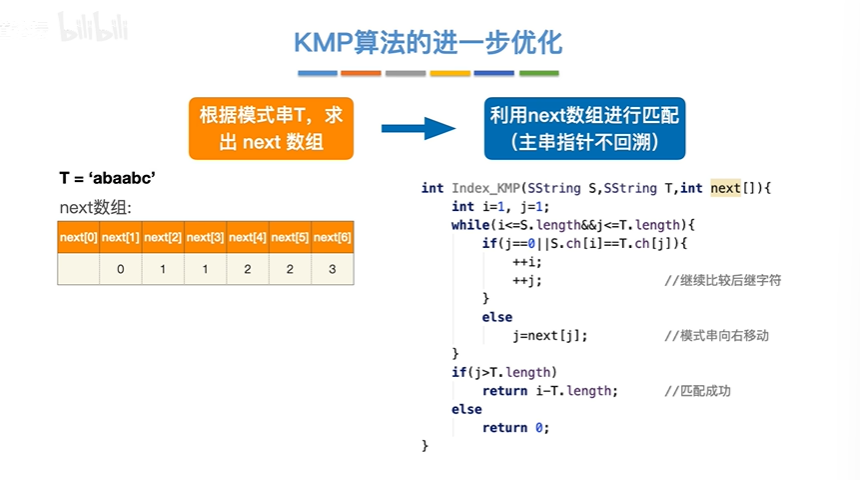 bilibili
KMP算法的进一步优化
根据模式串T，求
出 next 数组
利用next数组进行匹配
（主串指针不回溯）
T = ‘abaabc’
next数组:
next[0] next[1] next[2] next[3] next[4] next[5] next[6]
0 1 1 2 2 3
int Index_KMP(SString S,SString T,int next[]){
int i=1, j=1;
while(i<=S.length&&j<=T.length){
if(j==0||S.ch[i]==T.ch[j]){
++i;
++j; //继续比较后继字符
}
else
j=next[j]; //模式串向右移动
}
if(j>T.length)
return i-T.length; //匹配成功
else
return 0;
}